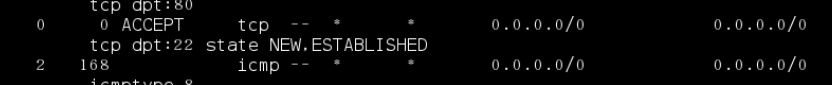 tcp dpt:80
0 0 ACCEPT tcp -- * * 0.0.0.0/0 0.0.0.0/0
tcp dpt:22 state NEW.ESTABLISHED
2 168 icmp -- * * 0.0.0.0/0 0.0.0.0/0
icmptype 8